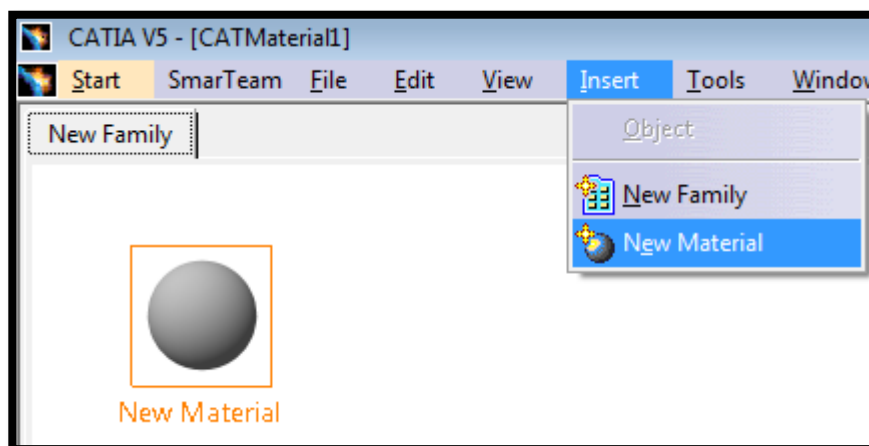 CATIA V5 - [CATMaterial1]
Start SmarTeam File Edit View Insert Tools Window
New Family
Object
New Family
New Material
New Material